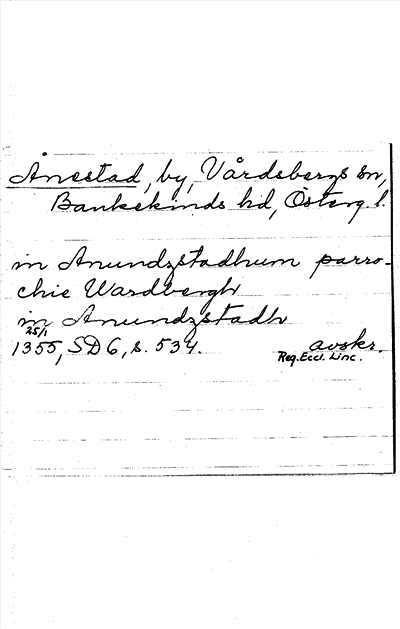 Ånestad, by, Vårdsbergs sn,
Bankekinds hd, Österg. l.
in Anundzstadhum parro-
chie Wardbergh
in Anundzstadh
25/1
1355, SD 6, s. 534. avskr.
Reg. Eccl. Linc.